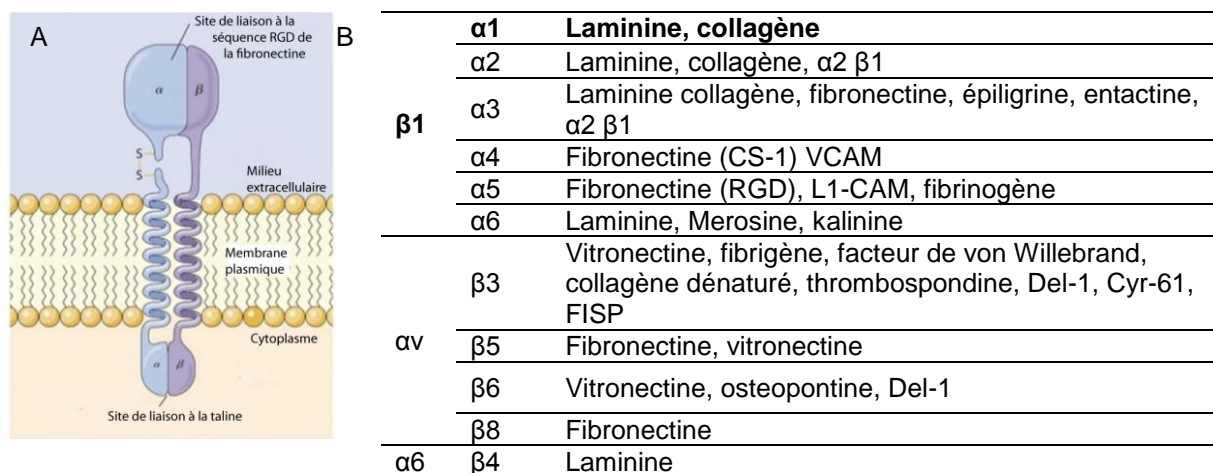 A
Site de liaison à la
séquence RGD de
la fibronectine
α
β
S
S
Milieu
extracellulaire
Membrane
plasmique
Cytoplasme
α
β
Site de liaison à la taline
B
β1
α1 Laminine, collagène
α2 Laminine, collagène, α2 β1
α3 Laminine collagène, fibronectine, épiligrine, entactine,
α2 β1
α4 Fibronectine (CS-1) VCAM
α5 Fibronectine (RGD), L1-CAM, fibrinogène
α6 Laminine, Merosine, kalinine
αv
β3 Vitronectine, fibrigène, facteur de von Willebrand,
collagène dénaturé, thrombospondine, Del-1, Cyr-61,
FISP
β5 Fibronectine, vitronectine
β6 Vitronectine, osteopontine, Del-1
β8 Fibronectine
α6 β4 Laminine